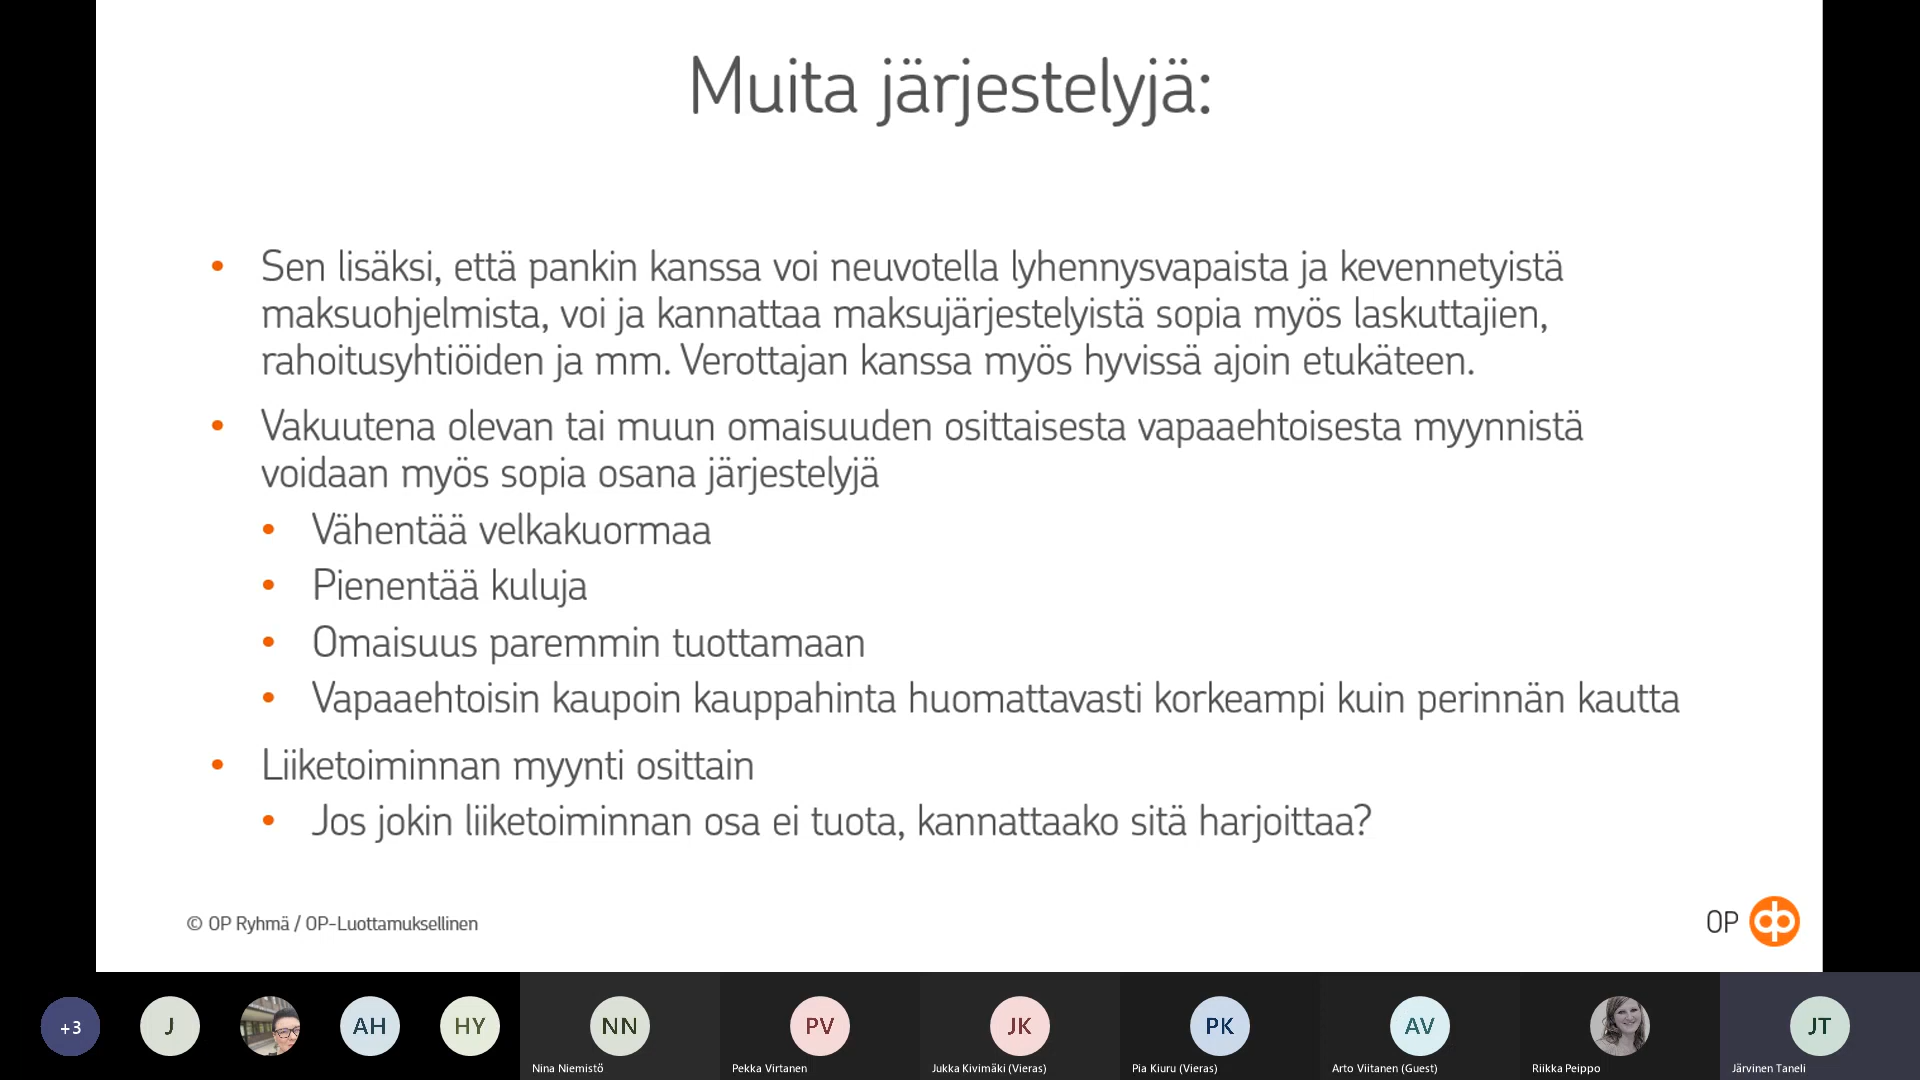 Muita järjestelyjä:
• Sen lisäksi, että pankin kanssa voi neuvotella lyhennysvapaista ja kevennetyistä
maksuohjelmista, voi ja kannattaa maksujärjestelyistä sopia myös laskuttajien,
rahoitusyhtiöiden ja mm. Verottajan kanssa myös hyvissä ajoin etukäteen.
• Vakuutena olevan tai muun omaisuuden osittaisesta vapaaehtoisesta myynnistä
voidaan myös sopia osana järjestelyjä
• Vähentää velkakuormaa
• Pienentää kuluja
• Omaisuus paremmin tuottamaan
• Vapaaehtoisin kaupoin kauppahinta huomattavasti korkeampi kuin perinnän kautta
• Liiketoiminnan myynti osittain
• Jos jokin liiketoiminnan osa ei tuota, kannattaako sitä harjoittaa?
© OP Ryhmä / OP-Luottamuksellinen
OP
+3 J AH HY NN PV JK PK AV JT
Nina Niemistö Pekka Virtanen Jukka Kivimäki (Vieras) Pia Kiuru (Vieras) Arto Viitanen (Guest) Riikka Peippo Järvinen Taneli